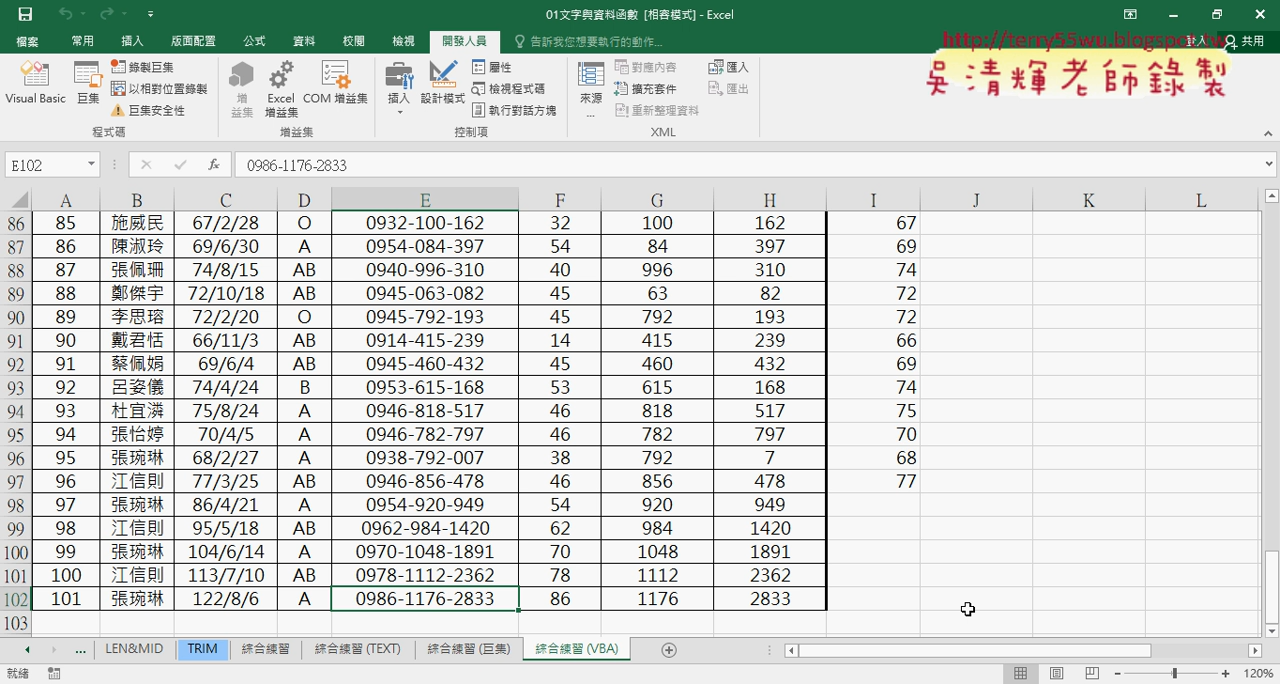 01文字與資料函數 [相容模式] - Excel
檔案 常用 插入 版面配置 公式 資料 校閱 檢視 開發人員 告訴我您想要執行的動作... 登入 共用
http://terry55wu.blogspot.tw
吳清輝老師錄製
Visual Basic 巨集 錄製巨集 以相對位置錄製 巨集安全性
增益集 Excel 增益集 COM 增益集
插入 設計模式 屬性 檢視程式碼 執行對話方塊
來源... 對應內容 擴充套件 重新整理資料 匯入 匯出
程式碼 增益集 控制項 XML
E102 fx 0986-1176-2833
A B C D E F G H I J K L
86 85 施威民 67/2/28 O 0932-100-162 32 100 162 67
87 86 陳淑玲 69/6/30 A 0954-084-397 54 84 397 69
88 87 張佩珊 74/8/15 AB 0940-996-310 40 996 310 74
89 88 鄭傑宇 72/10/18 AB 0945-063-082 45 63 82 72
90 89 李思瑢 72/2/20 O 0945-792-193 45 792 193 72
91 90 戴君恬 66/11/3 AB 0914-415-239 14 415 239 66
92 91 蔡佩娟 69/6/4 AB 0945-460-432 45 460 432 69
93 92 呂姿儀 74/4/24 B 0953-615-168 53 615 168 74
94 93 杜宜潾 75/8/24 A 0946-818-517 46 818 517 75
95 94 張怡婷 70/4/5 A 0946-782-797 46 782 797 70
96 95 張琬琳 68/2/27 A 0938-792-007 38 792 7 68
97 96 江信則 77/3/25 AB 0946-856-478 46 856 478 77
98 97 張琬琳 86/4/21 A 0954-920-949 54 920 949
99 98 江信則 95/5/18 AB 0962-984-1420 62 984 1420
100 99 張琬琳 104/6/14 A 0970-1048-1891 70 1048 1891
101 100 江信則 113/7/10 AB 0978-1112-2362 78 1112 2362
102 101 張琬琳 122/8/6 A 0986-1176-2833 86 1176 2833
103
... LEN&MID TRIM 綜合練習 綜合練習 (TEXT) 綜合練習 (巨集) 綜合練習 (VBA)
就緒 120%